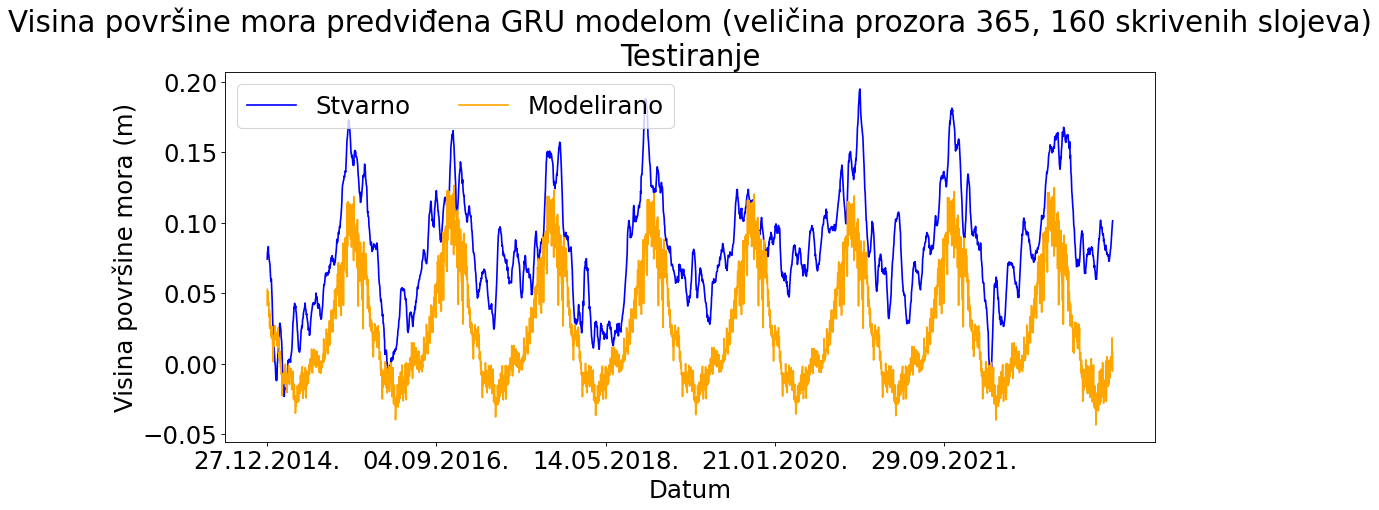 Visina površine mora predviđena GRU modelom (veličina prozora 365, 160 skrivenih slojeva)
Testiranje
Stvarno
Modelirano
Visina površine mora (m)
0.20
0.15
0.10
0.05
0.00
−0.05
27.12.2014.
04.09.2016.
14.05.2018.
21.01.2020.
29.09.2021.
Datum